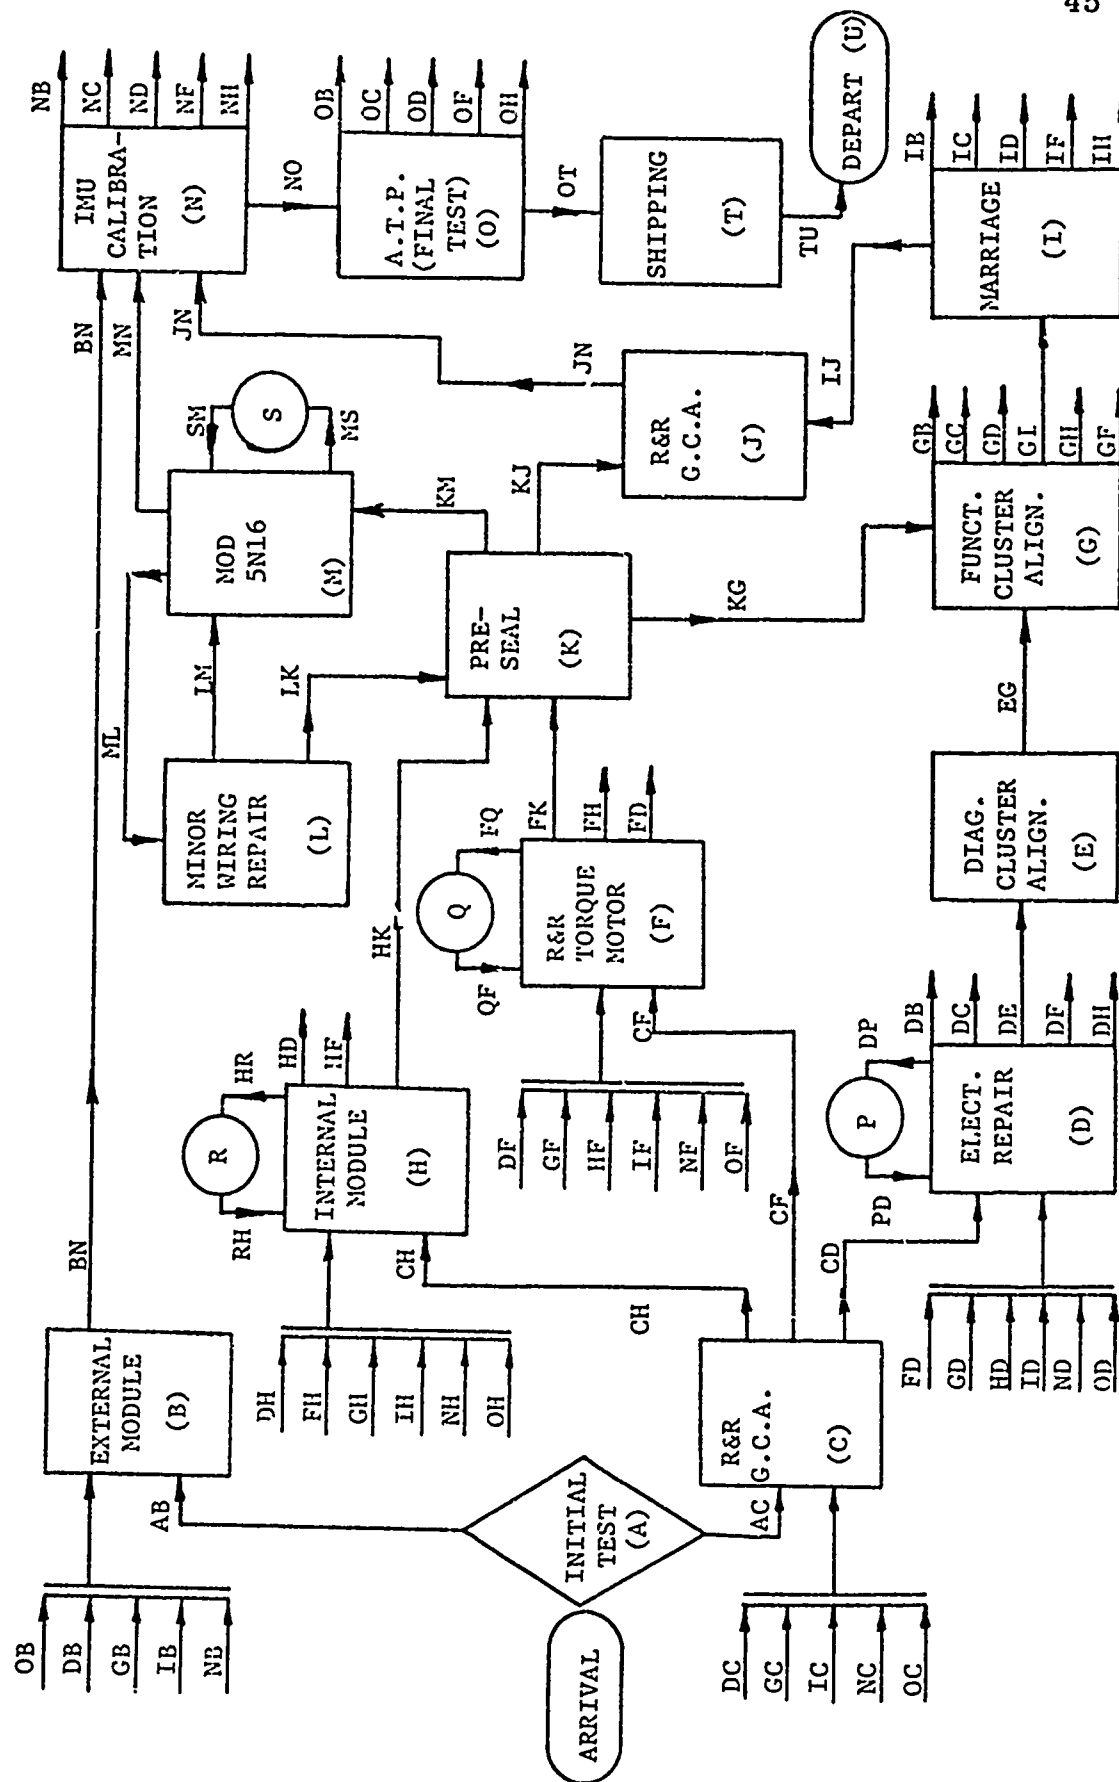 45
ARRIVAL
INITIAL
TEST
(A)
AB
AC
OB
DB
GB
IB
NB
EXTERNAL
MODULE
(B)
BN
BN
DC
GC
IC
NC
OC
R&R
G.C.A.
(C)
CH
CH
CF
CF
CD
DH
FH
GH
IH
NH
OH
INTERNAL
MODULE
(H)
RH
R
HR
HD
HF
HK
DF
GF
HF
IF
NF
OF
R&R
TORQUE
MOTOR
(F)
QF
Q
FQ
FK
FH
FD
FD
GD
HD
ID
ND
OD
ELECT.
REPAIR
(D)
PD
P
DP
DB
DC
DE
DF
DH
MINOR
WIRING
REPAIR
(L)
ML
LM
LK
PRE-
SEAL
(K)
KM
KJ
KG
DIAG.
CLUSTER
ALIGN.
(E)
EG
MOD
5N16
(M)
SM
S
MS
MN
JN
JN
R&R
G.C.A.
(J)
IJ
FUNCT.
CLUSTER
ALIGN.
(G)
GB
GC
GD
GI
GH
GF
IMU
CALIBRA-
TION
(N)
NB
NC
ND
NF
NH
NO
A.T.P.
(FINAL
TEST)
(O)
OB
OC
OD
OF
OH
OT
SHIPPING
(T)
TU
DEPART (U)
MARRIAGE
(I)
IB
IC
ID
IF
IH